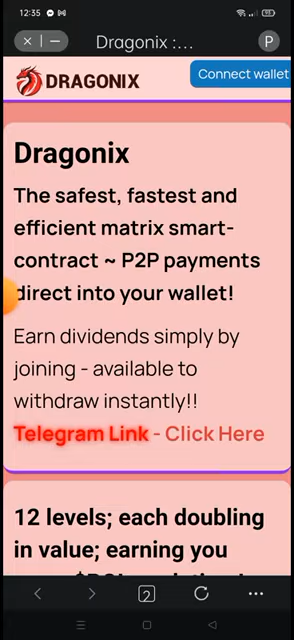 12:35
Dragonix :...
P
DRAGONIX
Connect wallet
Dragonix
The safest, fastest and
efficient matrix smart-
contract ~ P2P payments
direct into your wallet!
Earn dividends simply by
joining - available to
withdraw instantly!!
Telegram Link - Click Here
12 levels; each doubling
in value; earning you
2